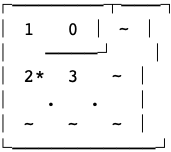 1 0 ~
2* 3 ~
. .
~ ~ ~